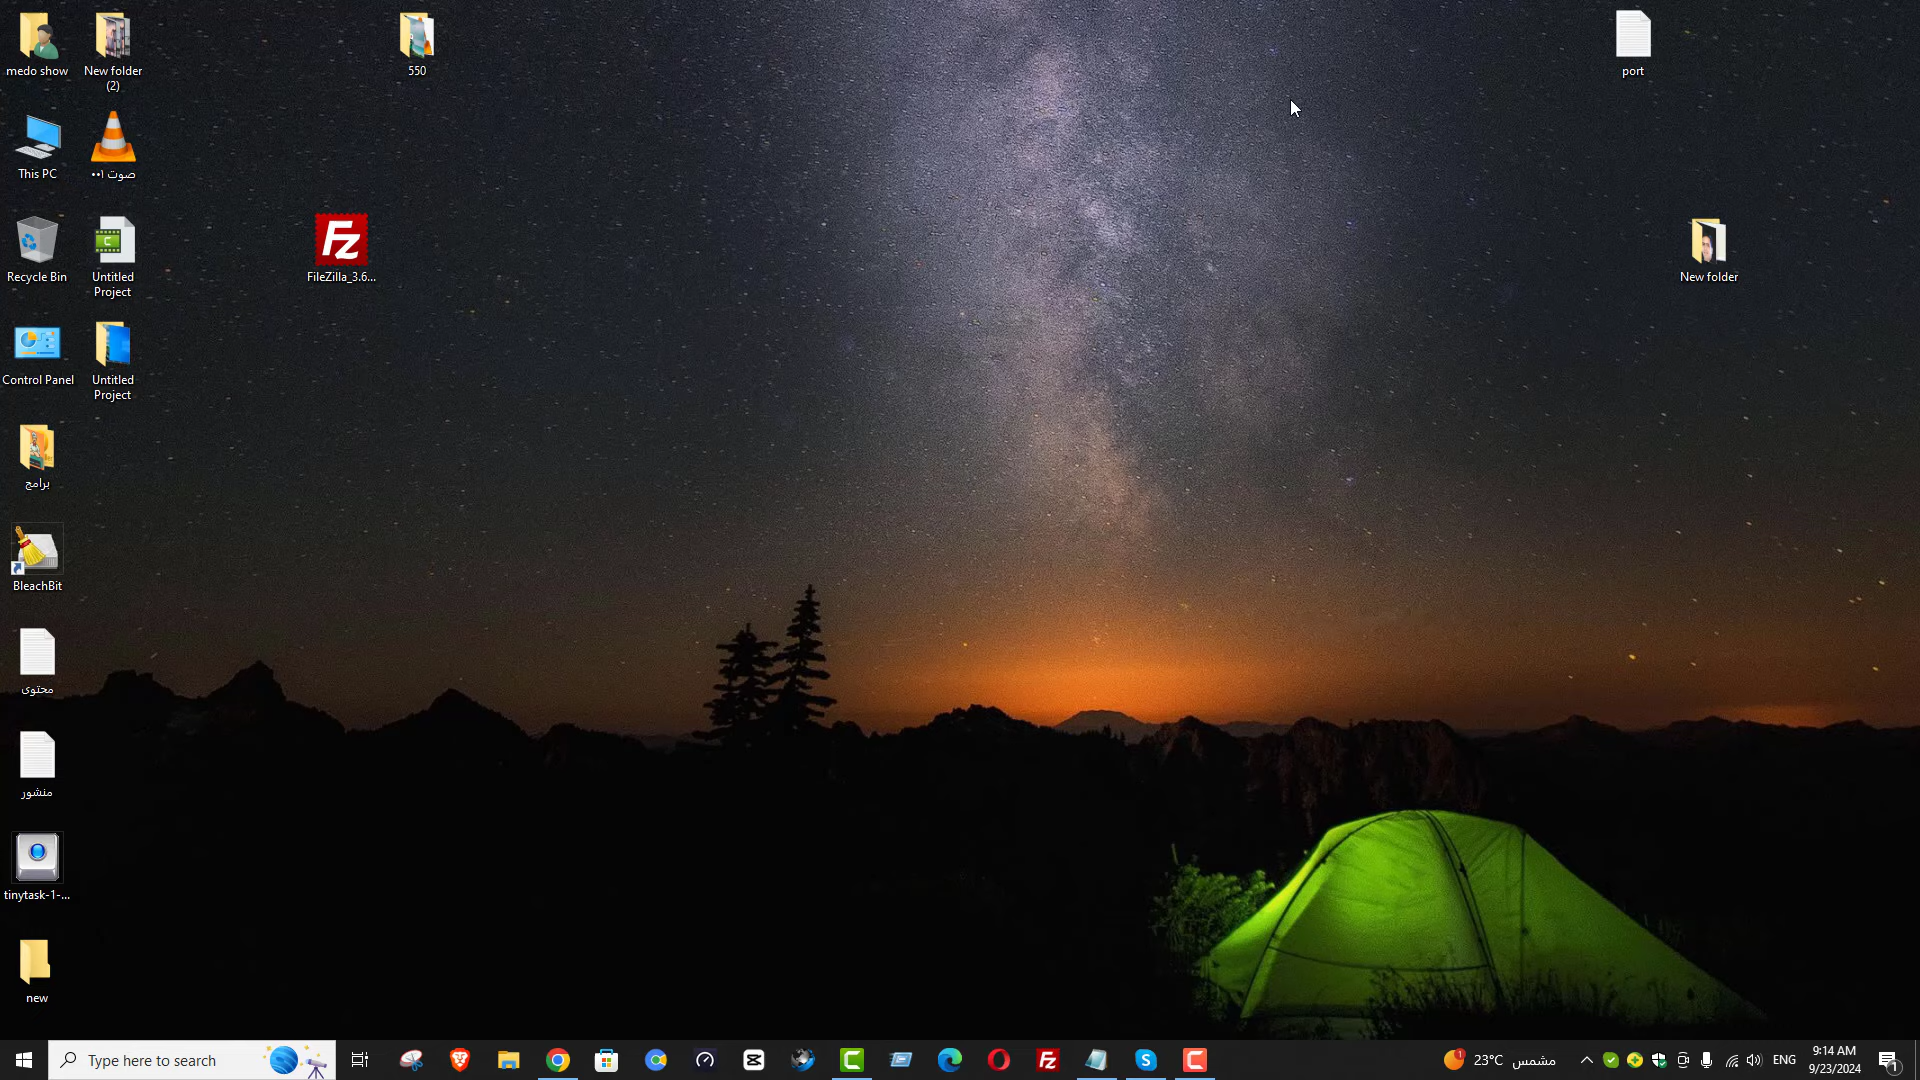 medo show
New folder
(2)
550
port
This PC
صوت ٠٠١
Recycle Bin
Untitled
Project
FileZilla_3.6...
New folder
Control Panel
Untitled
Project
برامج
BleachBit
محتوى
منشور
tinytask-1-...
new
Type here to search
23°C
مشمس
ENG
9:14 AM
9/23/2024